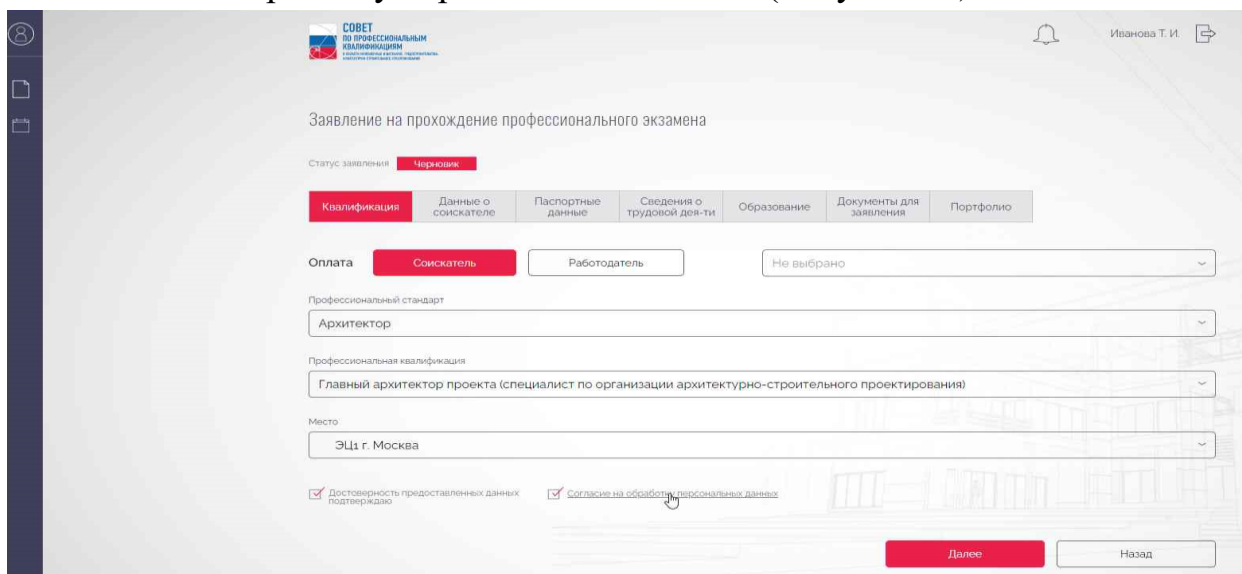 СОВЕТ
ПО ПРОФЕССИОНАЛЬНЫМ
КВАЛИФИКАЦИЯМ
Иванова Т. И.
Заявление на прохождение профессионального экзамена
Статус заявления Черновик
Квалификация Данные о соискателе Паспортные данные Сведения о трудовой дея-ти Образование Документы для заявления Портфолио
Оплата Соискатель Работодатель Не выбрано
Профессиональный стандарт
Архитектор
Профессиональная квалификация
Главный архитектор проекта (специалист по организации архитектурно-строительного проектирования)
Место
ЭЦ1 г. Москва
Достоверность предоставленных данных
подтверждаю
Согласие на обработку персональных данных
Далее Назад